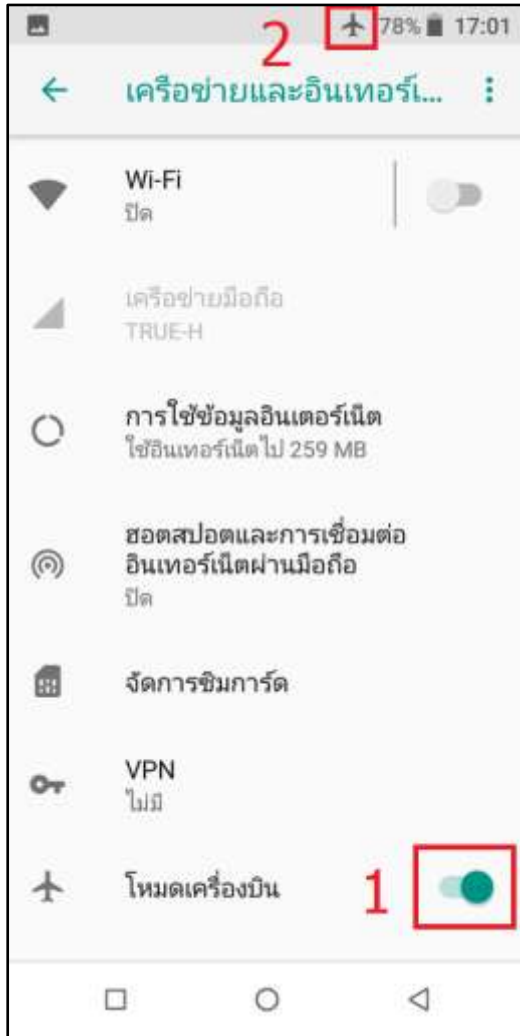 2
78% 17:01
เครือข่ายและอินเทอร์เ...
Wi-Fi
ปิด
เครือข่ายมือถือ
TRUE-H
การใช้ข้อมูลอินเตอร์เน็ต
ใช้อินเทอร์เน็ตไป 259 MB
ฮอตสปอตและการเชื่อมต่อ
อินเทอร์เน็ตผ่านมือถือ
ปิด
จัดการซิมการ์ด
VPN
ไม่มี
โหมดเครื่องบิน 1